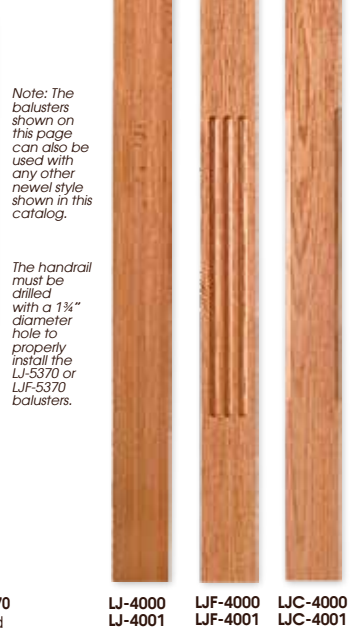 Note: The
balusters
shown on
this page
can also be
used with
any other
newel style
shown in this
catalog.
The handrail
must be
drilled
with a 1¾"
diameter
hole to
properly
install the
LJ-5370 or
LJF-5370
balusters.
LJ-4000 LJF-4000 LJC-4000
LJ-4001 LJF-4001 LJC-4001